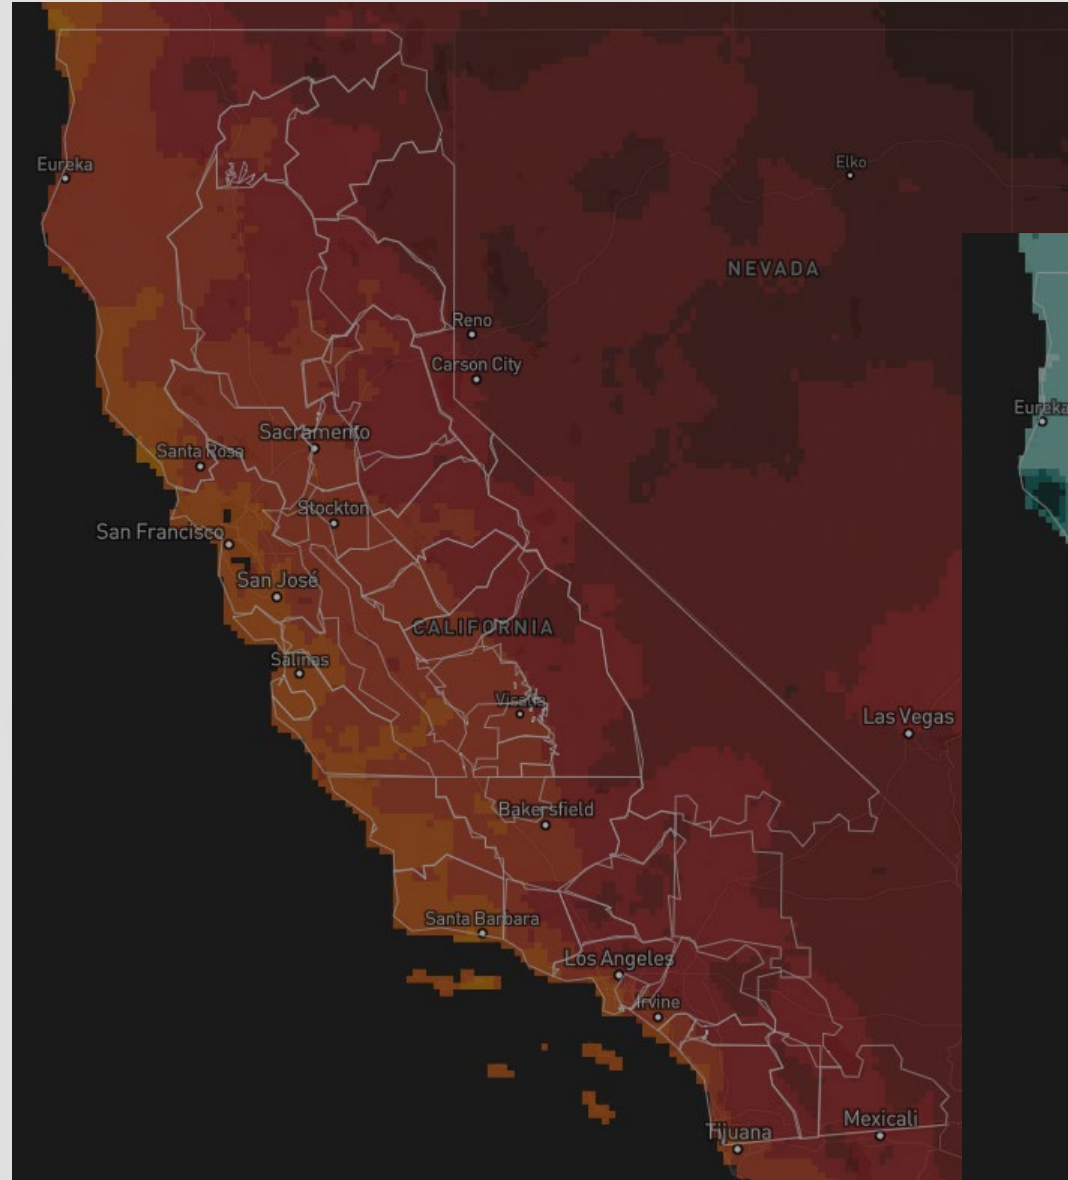 Eureka
Elko
NEVADA
Reno
Carson City
Eureka
Sacramento
Santa Rosa
Stockton
San Francisco
San José
CALIFORNIA
Salinas
Visalia
Las Vegas
Bakersfield
Santa Barbara
Los Angeles
Irvine
Mexicali
Tijuana